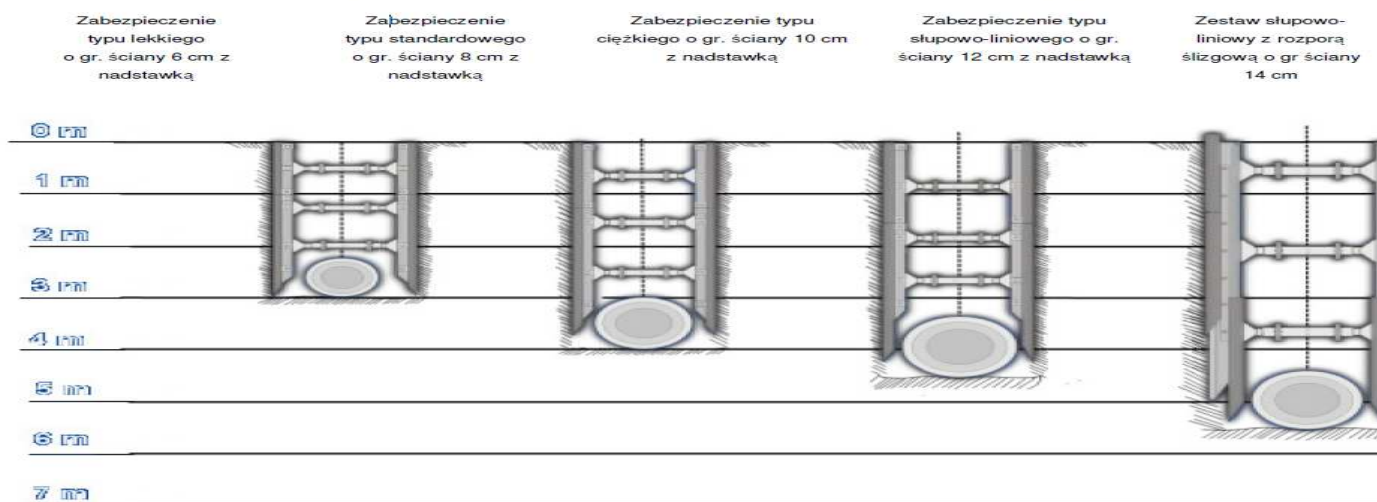 Zabezpieczenie
typu lekkiego
o gr. ściany 6 cm z
nadstawką
Zabezpieczenie
typu standardowego
o gr. ściany 8 cm z
nadstawką
Zabezpieczenie typu
ciężkiego o gr. ściany 10 cm
z nadstawką
Zabezpieczenie typu
słupowo-liniowego o gr.
ściany 12 cm z nadstawką
Zestaw słupowo-
liniowy z rozporą
ślizgową o gr ściany
14 cm
0 m
1 m
2 m
3 m
4 m
5 m
6 m
7 m